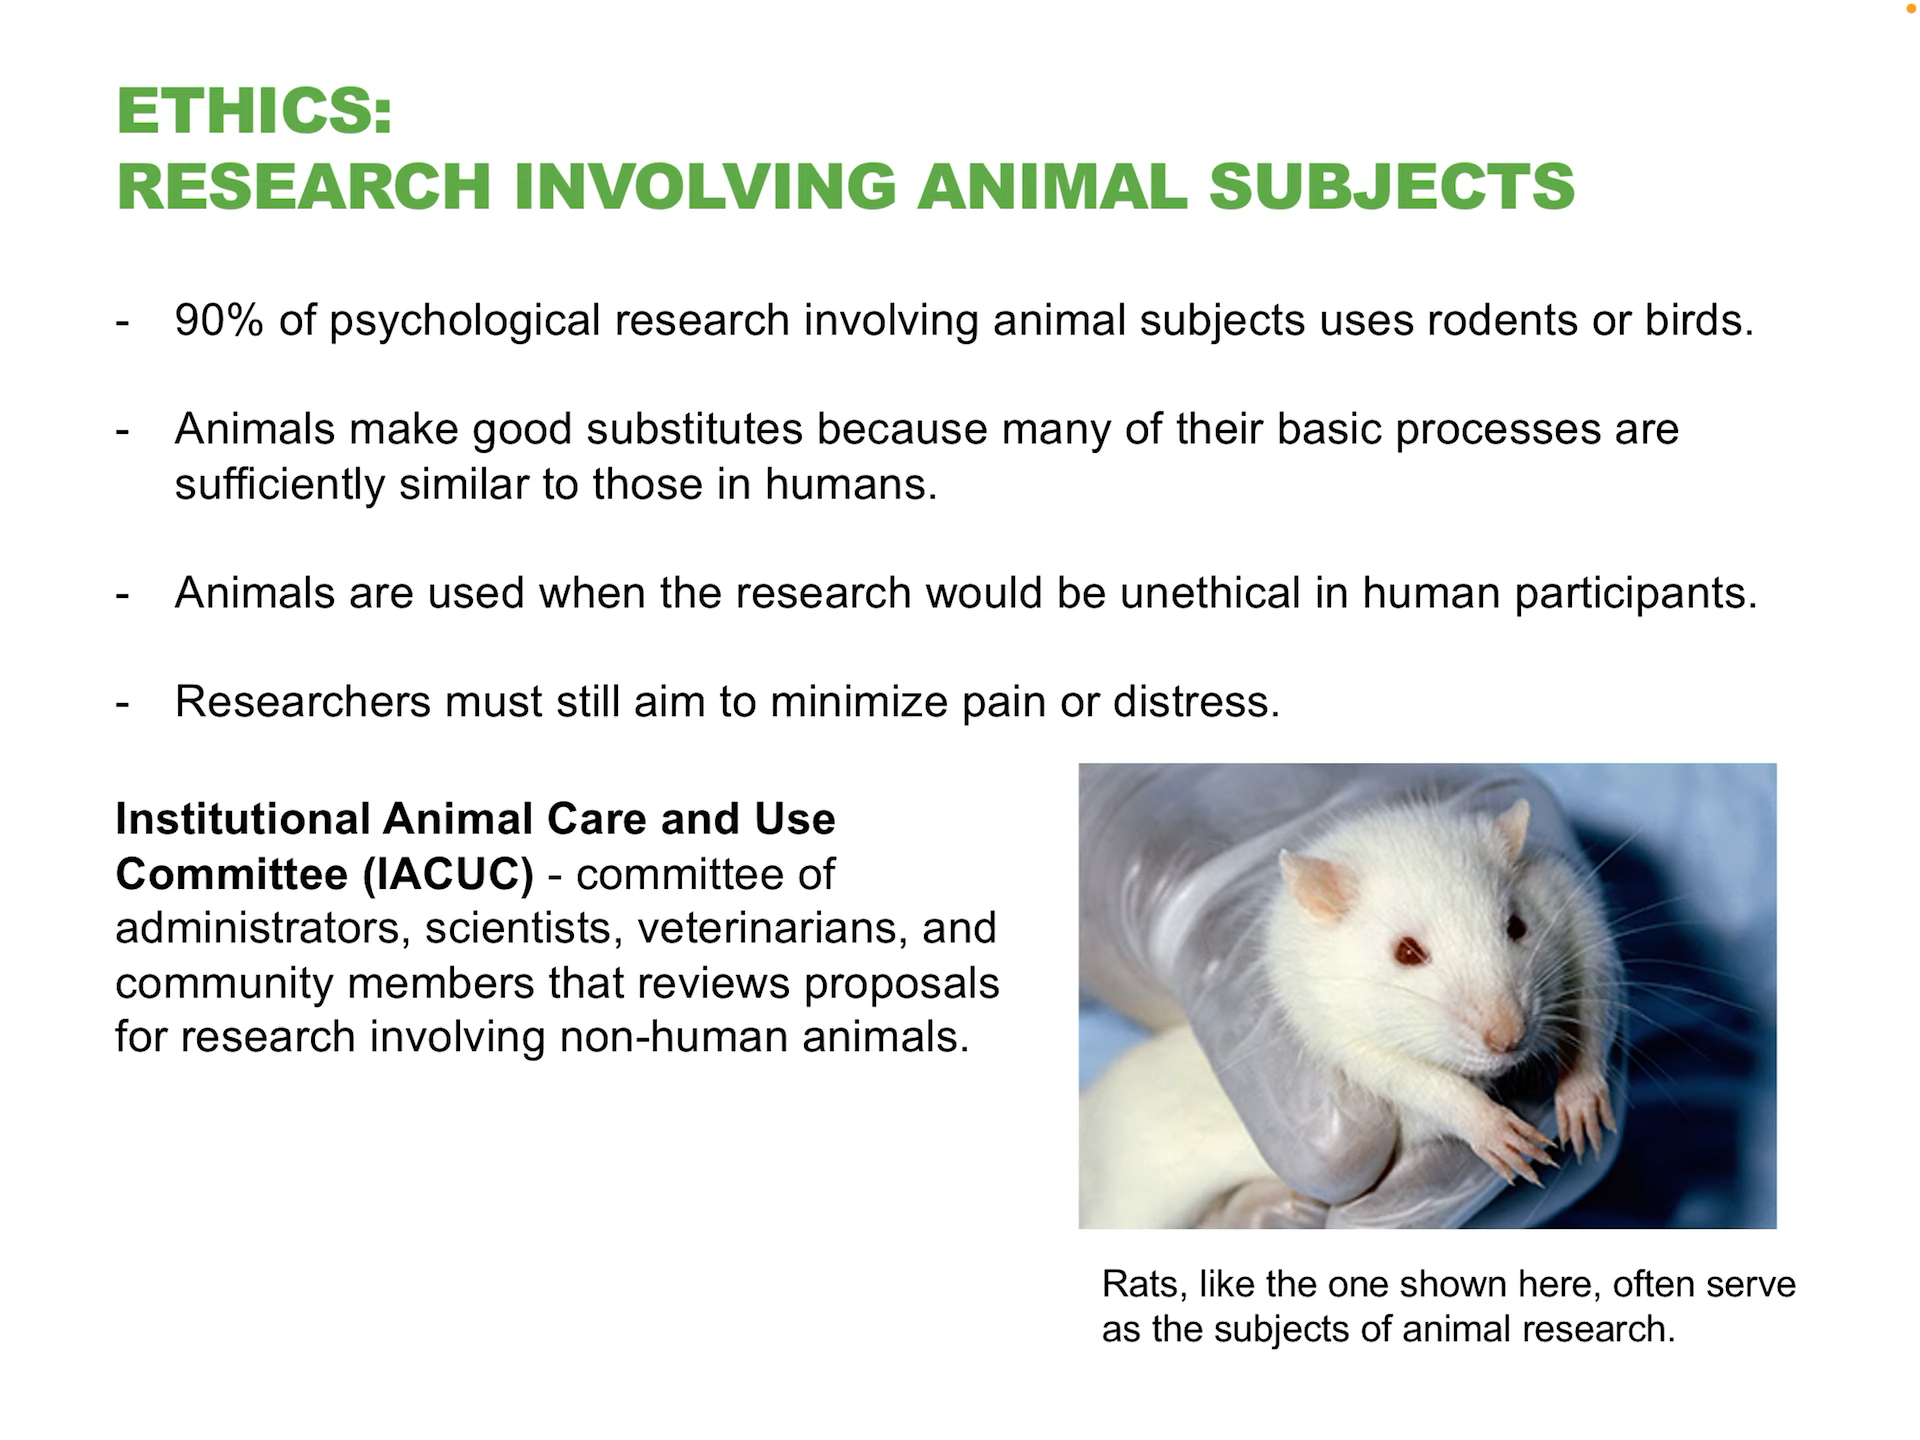 ETHICS:
RESEARCH INVOLVING ANIMAL SUBJECTS
- 90% of psychological research involving animal subjects uses rodents or birds.
- Animals make good substitutes because many of their basic processes are
sufficiently similar to those in humans.
- Animals are used when the research would be unethical in human participants.
- Researchers must still aim to minimize pain or distress.
Institutional Animal Care and Use
Committee (IACUC) - committee of
administrators, scientists, veterinarians, and
community members that reviews proposals
for research involving non-human animals.
Rats, like the one shown here, often serve
as the subjects of animal research.